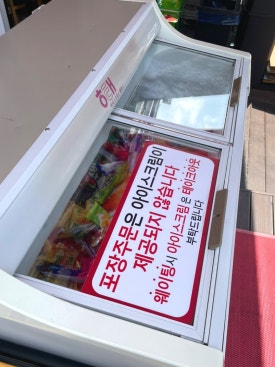 해태
포장주문은 아이스크림이
제공되지 않습니다
웨이팅시 아이스크림은 테이크아웃
부탁드립니다